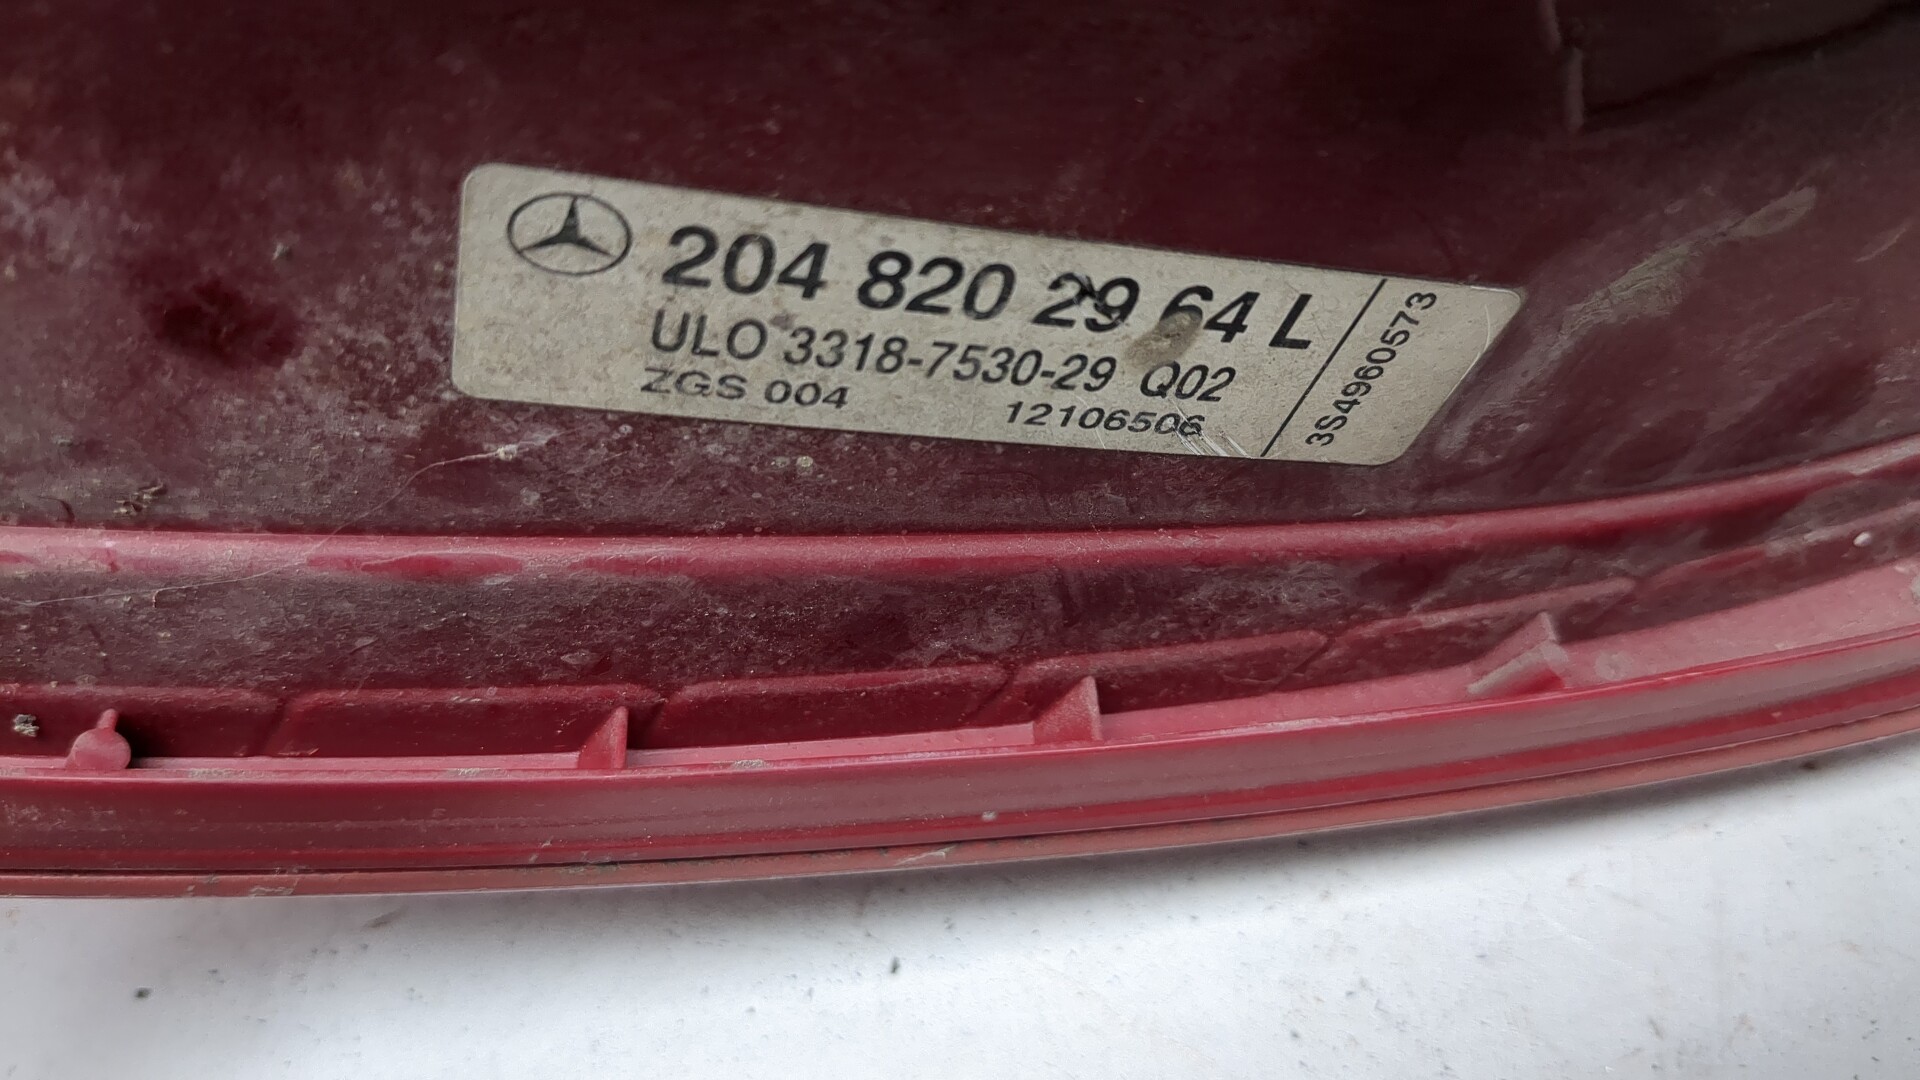 204 820 29 64 L
ULO 3318-7530-29 Q02
ZGS 004 12106506
3S4960573